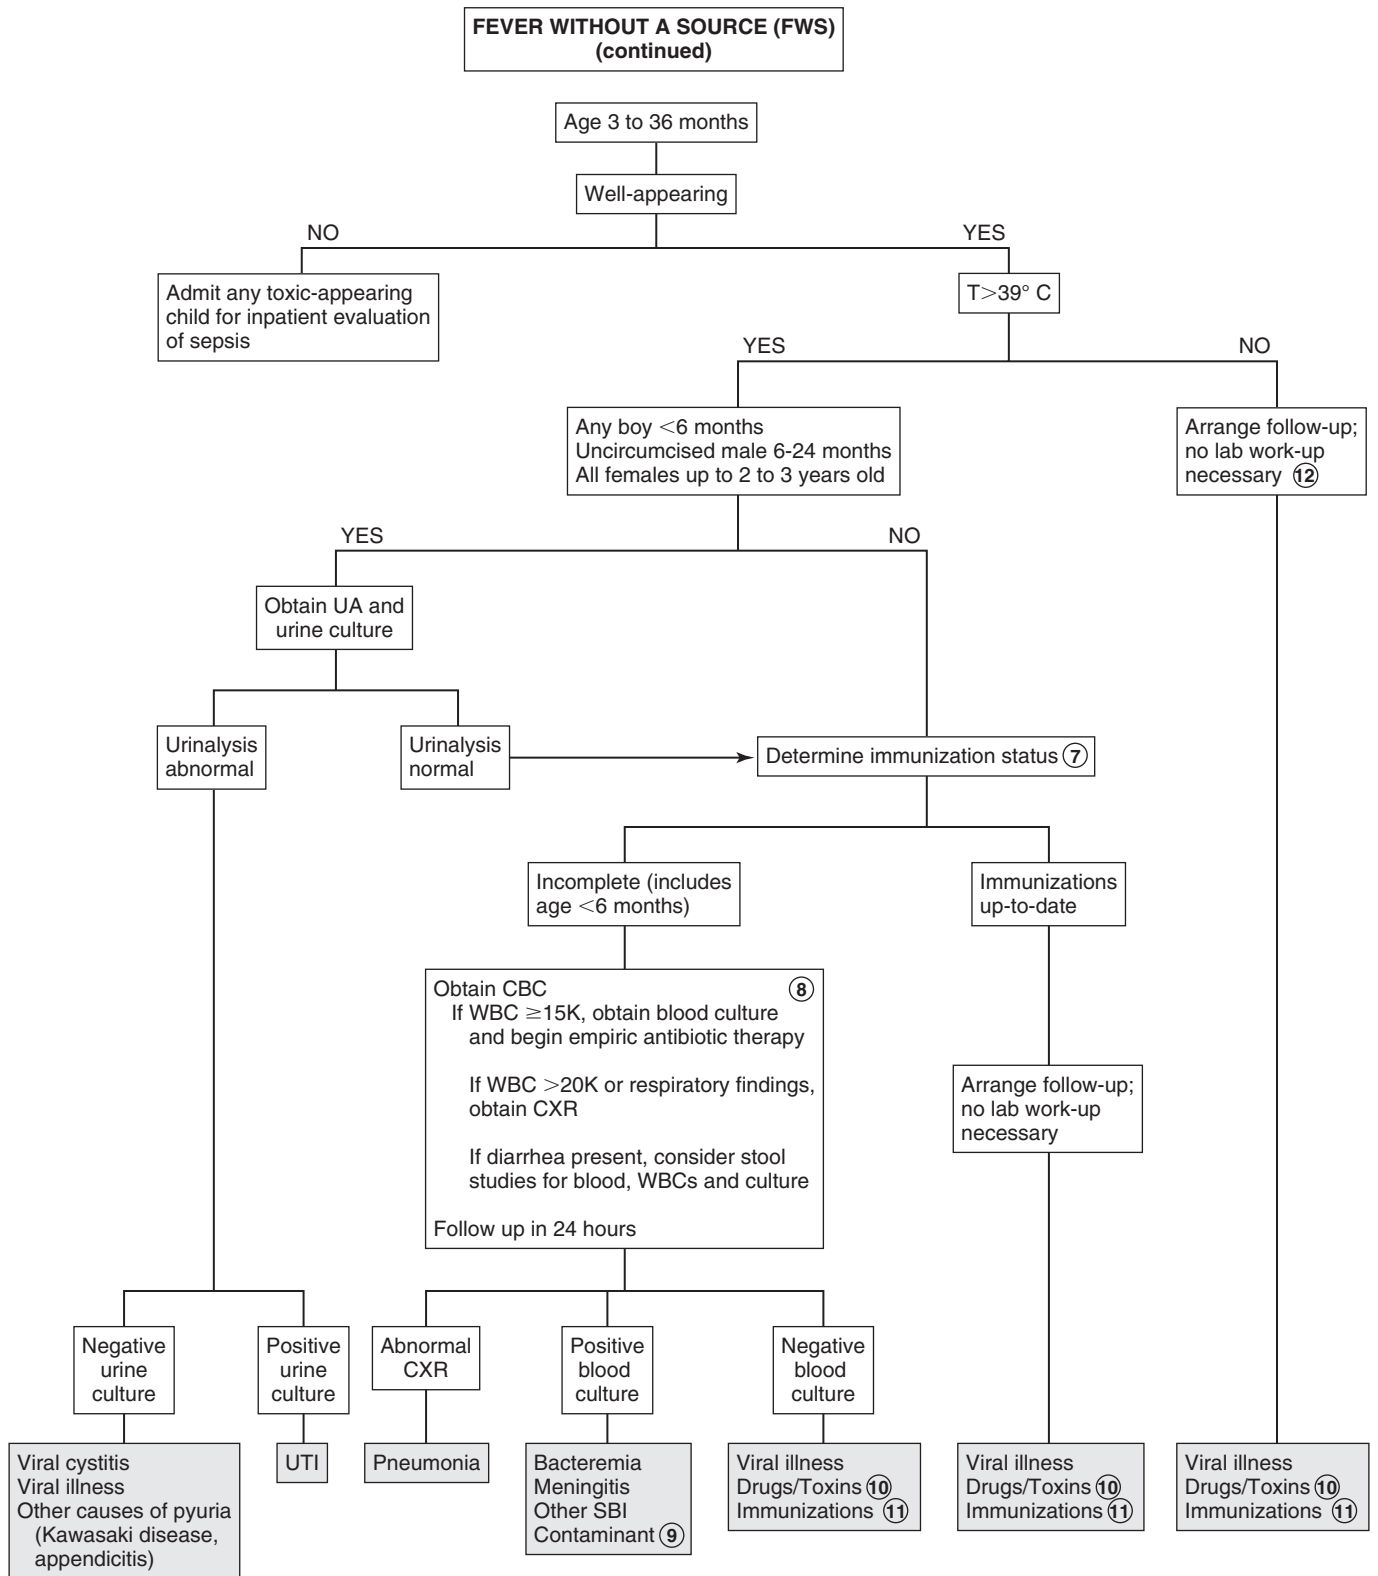 FEVER WITHOUT A SOURCE (FWS)
(continued)
Age 3 to 36 months
Well-appearing
NO
YES
Admit any toxic-appearing
child for inpatient evaluation
of sepsis
T>39° C
YES
NO
Any boy <6 months
Uncircumcised male 6-24 months
All females up to 2 to 3 years old
Arrange follow-up;
no lab work-up
necessary 12
YES
NO
Obtain UA and
urine culture
Urinalysis
abnormal
Urinalysis
normal
Determine immunization status 7
Incomplete (includes
age <6 months)
Immunizations
up-to-date
Obtain CBC 8
If WBC ≥15K, obtain blood culture
and begin empiric antibiotic therapy
If WBC >20K or respiratory findings,
obtain CXR
If diarrhea present, consider stool
studies for blood, WBCs and culture
Follow up in 24 hours
Arrange follow-up;
no lab work-up
necessary
Negative
urine
culture
Positive
urine
culture
Abnormal
CXR
Positive
blood
culture
Negative
blood
culture
Viral cystitis
Viral illness
Other causes of pyuria
(Kawasaki disease,
appendicitis)
UTI
Pneumonia
Bacteremia
Meningitis
Other SBI
Contaminant 9
Viral illness
Drugs/Toxins 10
Immunizations 11
Viral illness
Drugs/Toxins 10
Immunizations 11
Viral illness
Drugs/Toxins 10
Immunizations 11